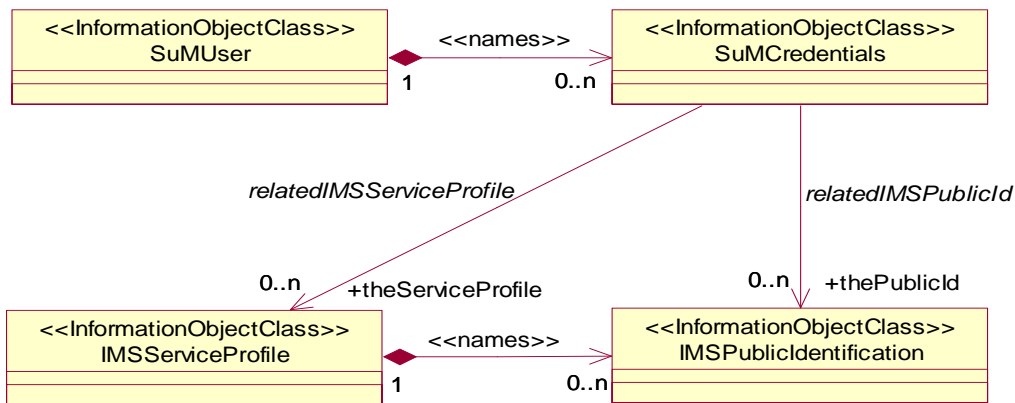 <<InformationObjectClass>>
SuMUser
<<names>>
1
0..n
<<InformationObjectClass>>
SuMCredentials
relatedIMSServiceProfile
relatedIMSPublicId
0..n
+theServiceProfile
0..n
+thePublicId
<<InformationObjectClass>>
IMSServiceProfile
<<names>>
1
0..n
<<InformationObjectClass>>
IMSPublicIdentification